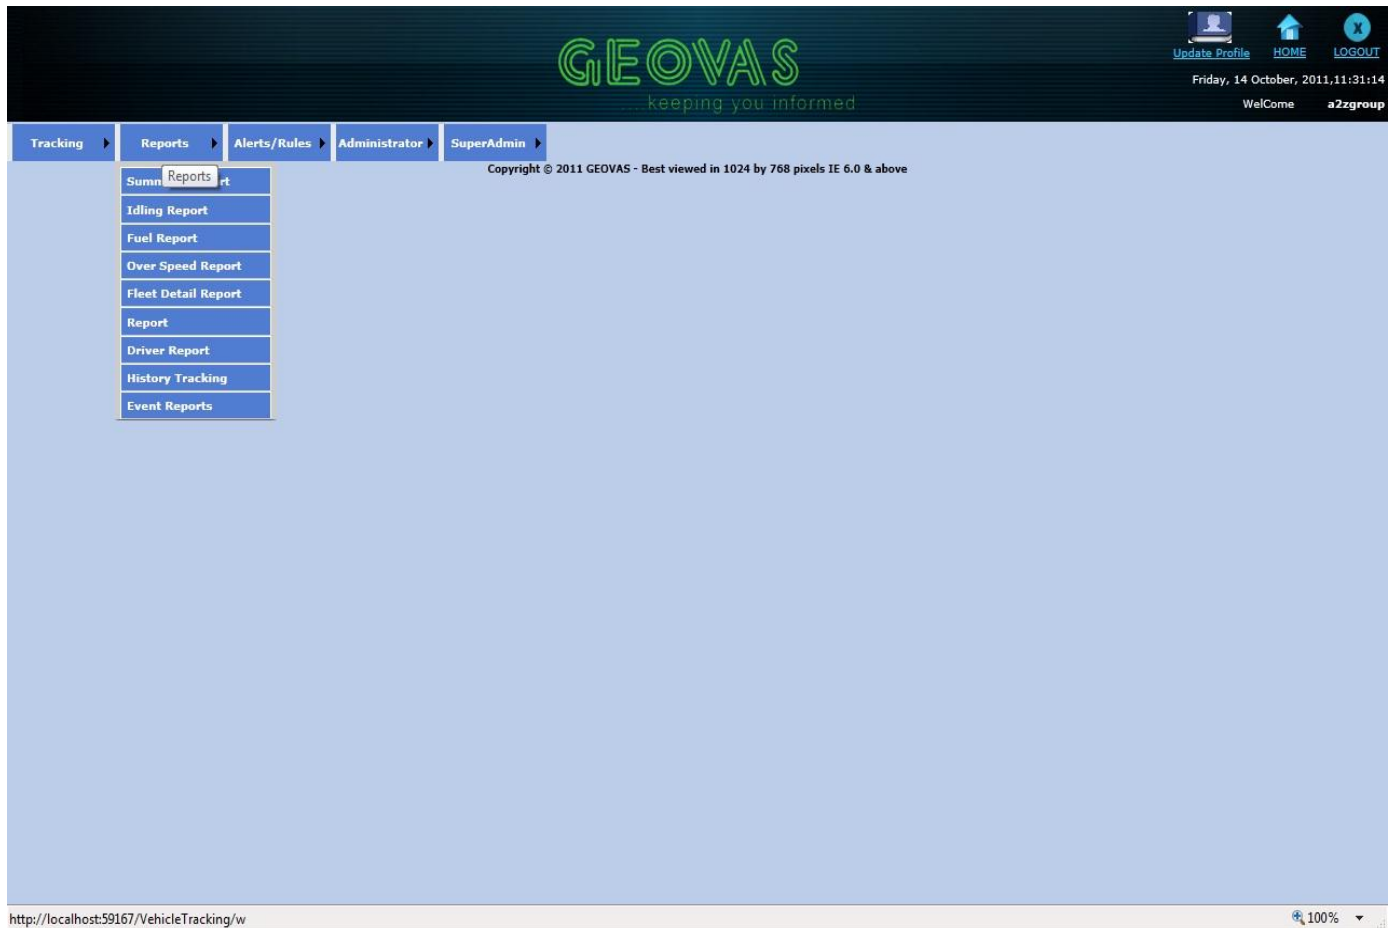 GEOVAS
....keeping you informed
Update Profile HOME LOGOUT
Friday, 14 October, 2011,11:31:14
WelCome a2zgroup
Tracking Reports Alerts/Rules Administrator SuperAdmin
Copyright © 2011 GEOVAS - Best viewed in 1024 by 768 pixels IE 6.0 & above
Reports
Idling Report
Fuel Report
Over Speed Report
Fleet Detail Report
Report
Driver Report
History Tracking
Event Reports
http://localhost:59167/VehicleTracking/w
100%